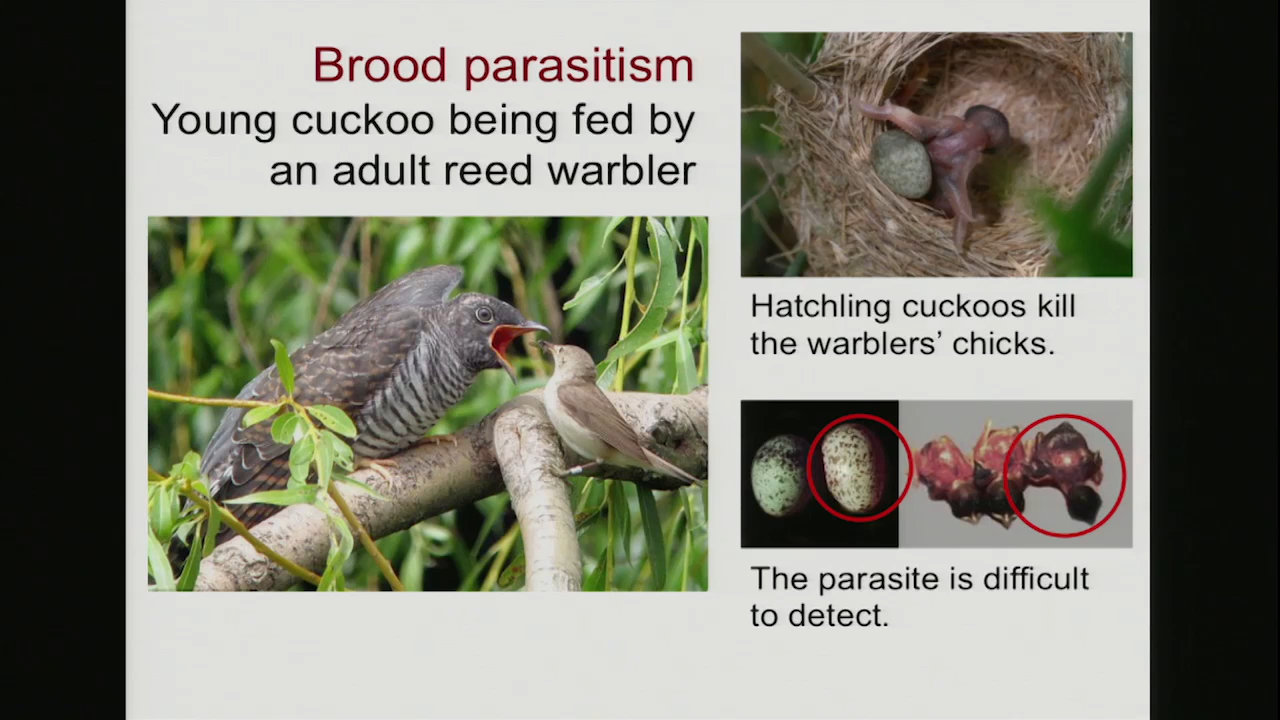 Brood parasitism
Young cuckoo being fed by
an adult reed warbler
Hatchling cuckoos kill
the warblers’ chicks.
The parasite is difficult
to detect.